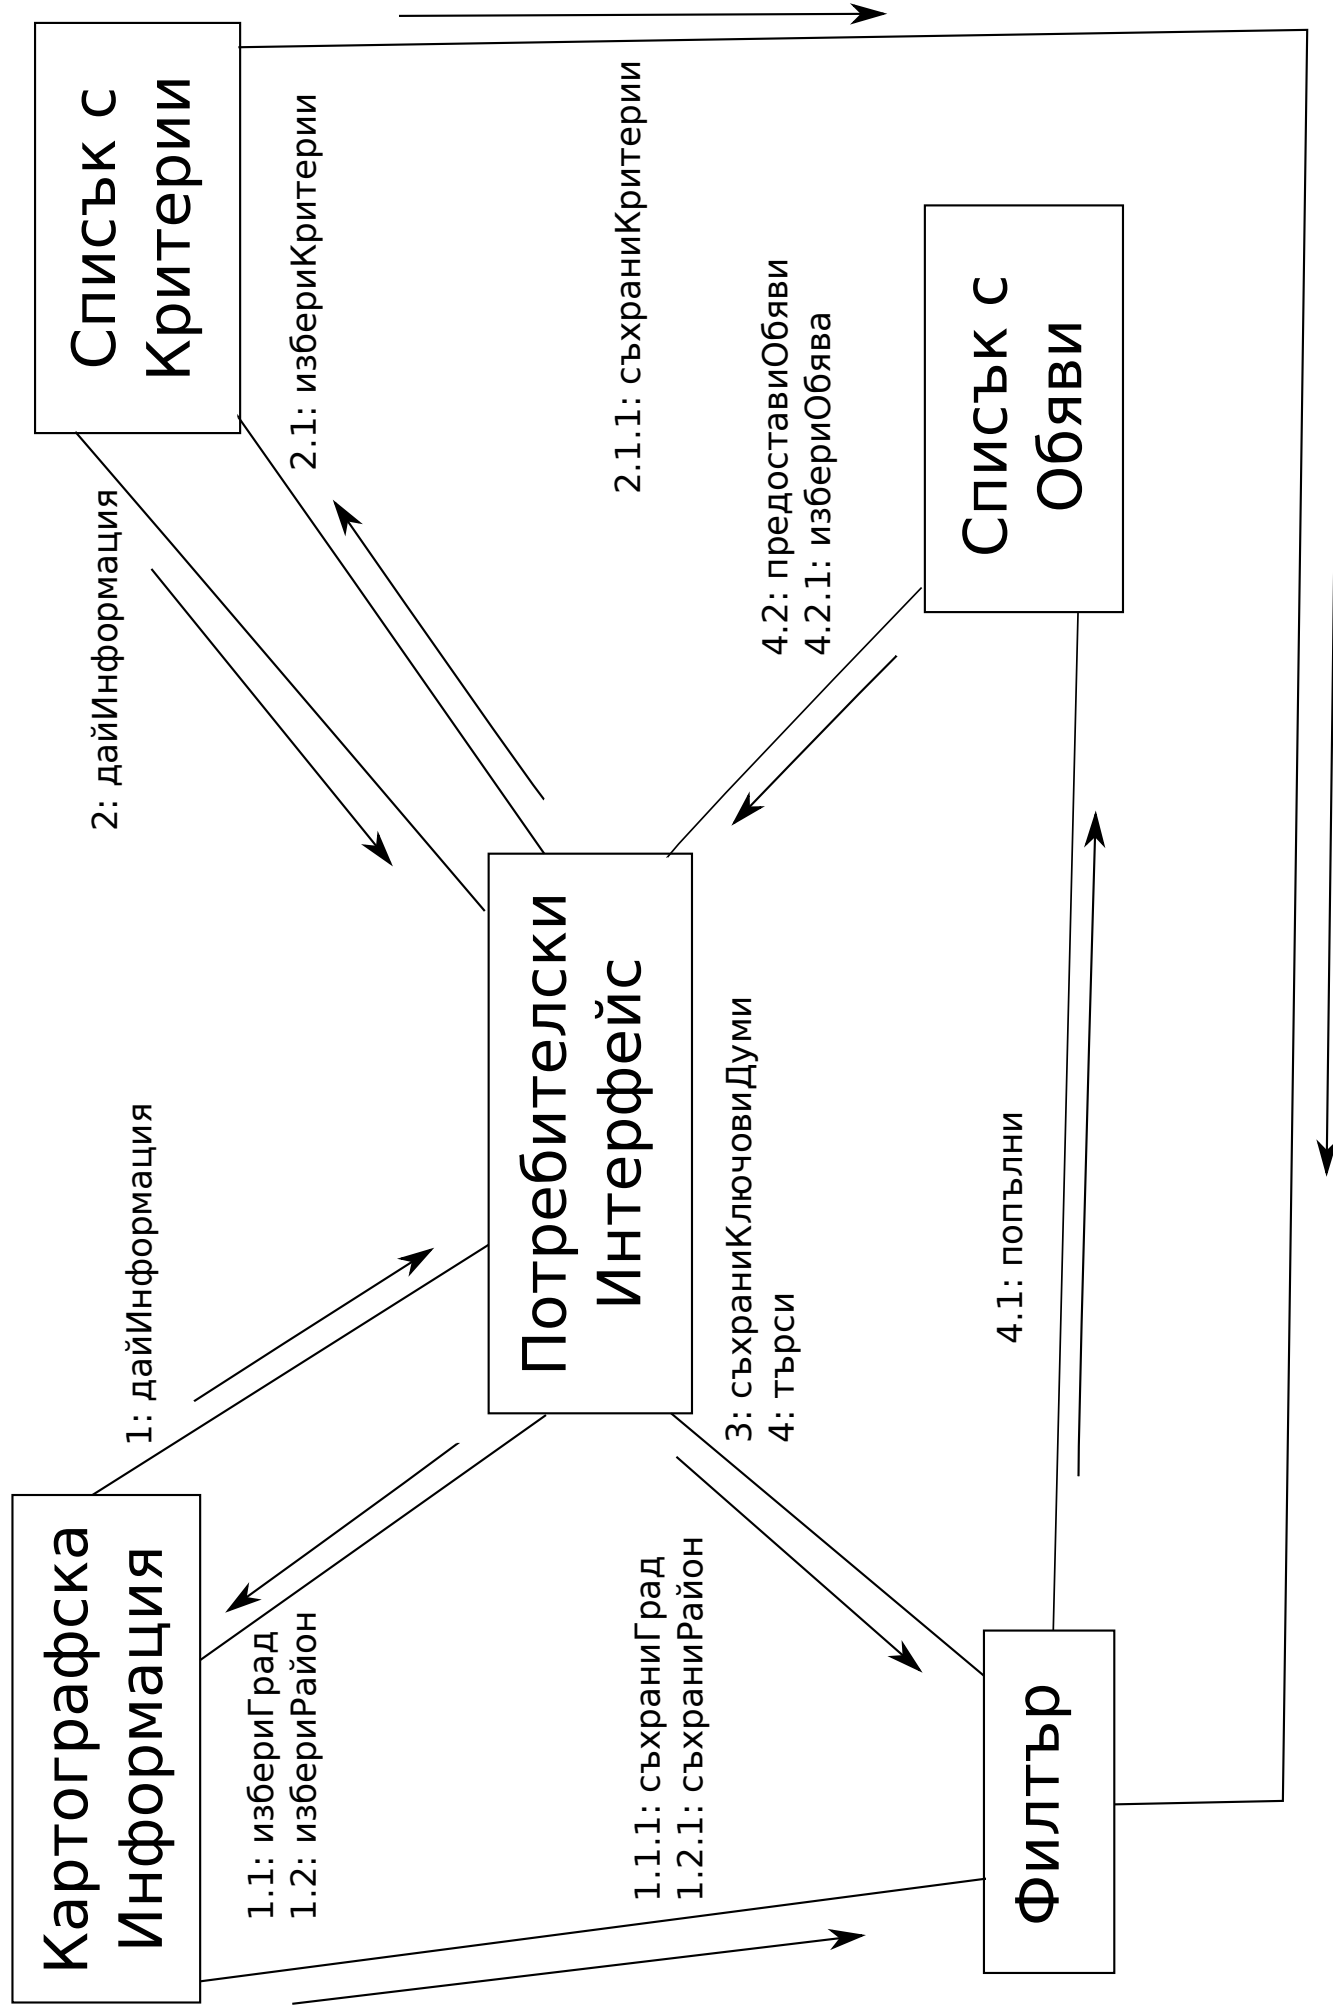 Картографска
Информация
1: дайИнформация
2: дайИнформация
Списък с
Критерии
1.1: избериГрад
1.2: избериРайон
2.1: избериКритерии
Потребителски
Интерфейс
1.1.1: съхраниГрад
1.2.1: съхраниРайон
2.1.1: съхраниКритерии
3: съхраниКлючовиДуми
4: търси
4.2: предоставиОбяви
4.2.1: избериОбява
Филтър
4.1: попълни
Списък с
Обяви